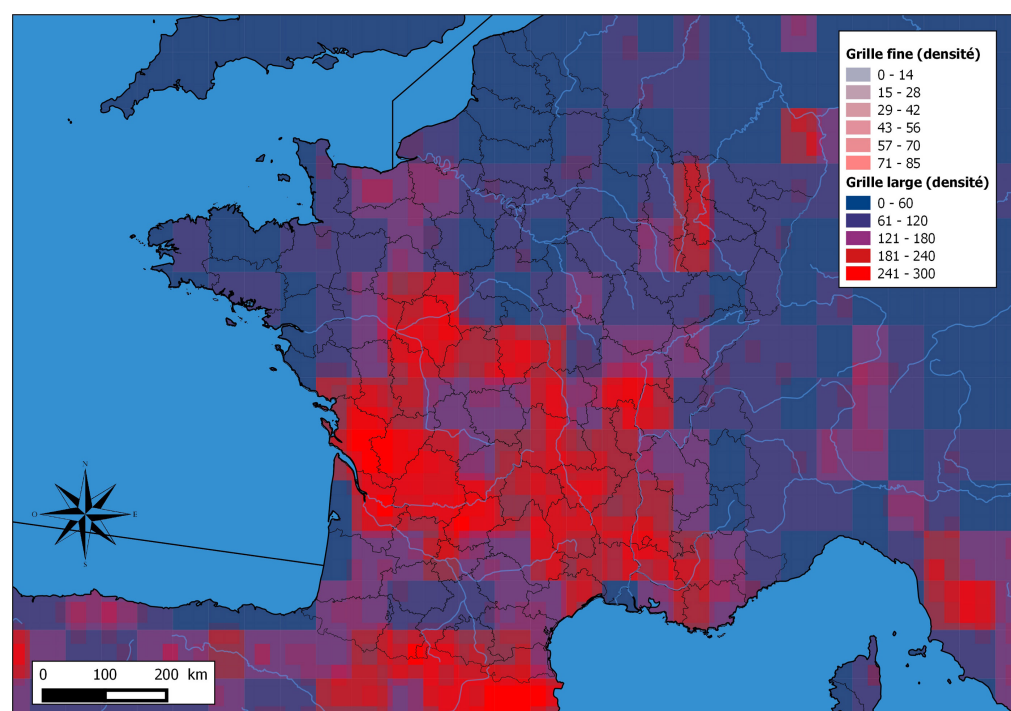 Grille fine (densité)
0 - 14
15 - 28
29 - 42
43 - 56
57 - 70
71 - 85
Grille large (densité)
0 - 60
61 - 120
121 - 180
181 - 240
241 - 300
N
O
E
S
0 100 200 km